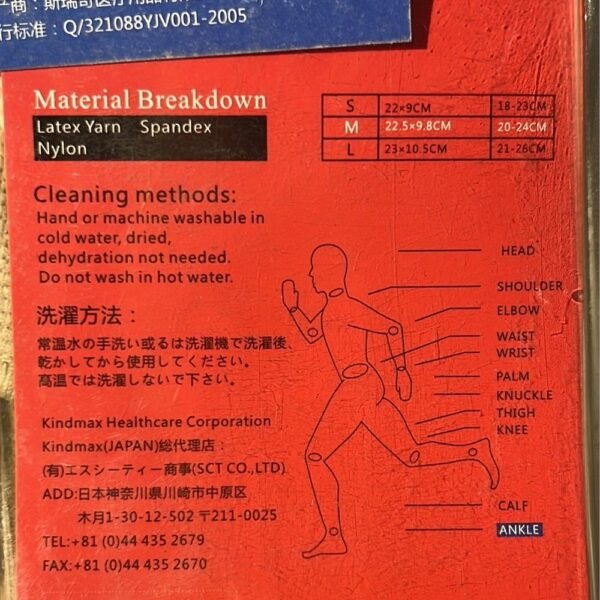 商：斯瑞奇医疗用品
行标准：Q/321088YJV001-2005
Material Breakdown
Latex Yarn Spandex
Nylon
S 22×9CM 18-23CM
M 22.5×9.8CM 20-24CM
L 23×10.5CM 21-26CM
Cleaning methods:
Hand or machine washable in
cold water, dried,
dehydration not needed.
Do not wash in hot water.
洗濯方法：
常温水の手洗い或るは洗濯機で洗濯後、
乾かしてから使用してください。
高温では洗濯しないで下さい。
Kindmax Healthcare Corporation
Kindmax(JAPAN)総代理店：
(有)エスシーティー商事(SCT CO.,LTD)
ADD:日本神奈川県川崎市中原区
木月1-30-12-502 〒211-0025
TEL:+81 (0)44 435 2679
FAX:+81 (0)44 435 2670
HEAD
SHOULDER
ELBOW
WAIST
WRIST
PALM
KNUCKLE
THIGH
KNEE
CALF
ANKLE